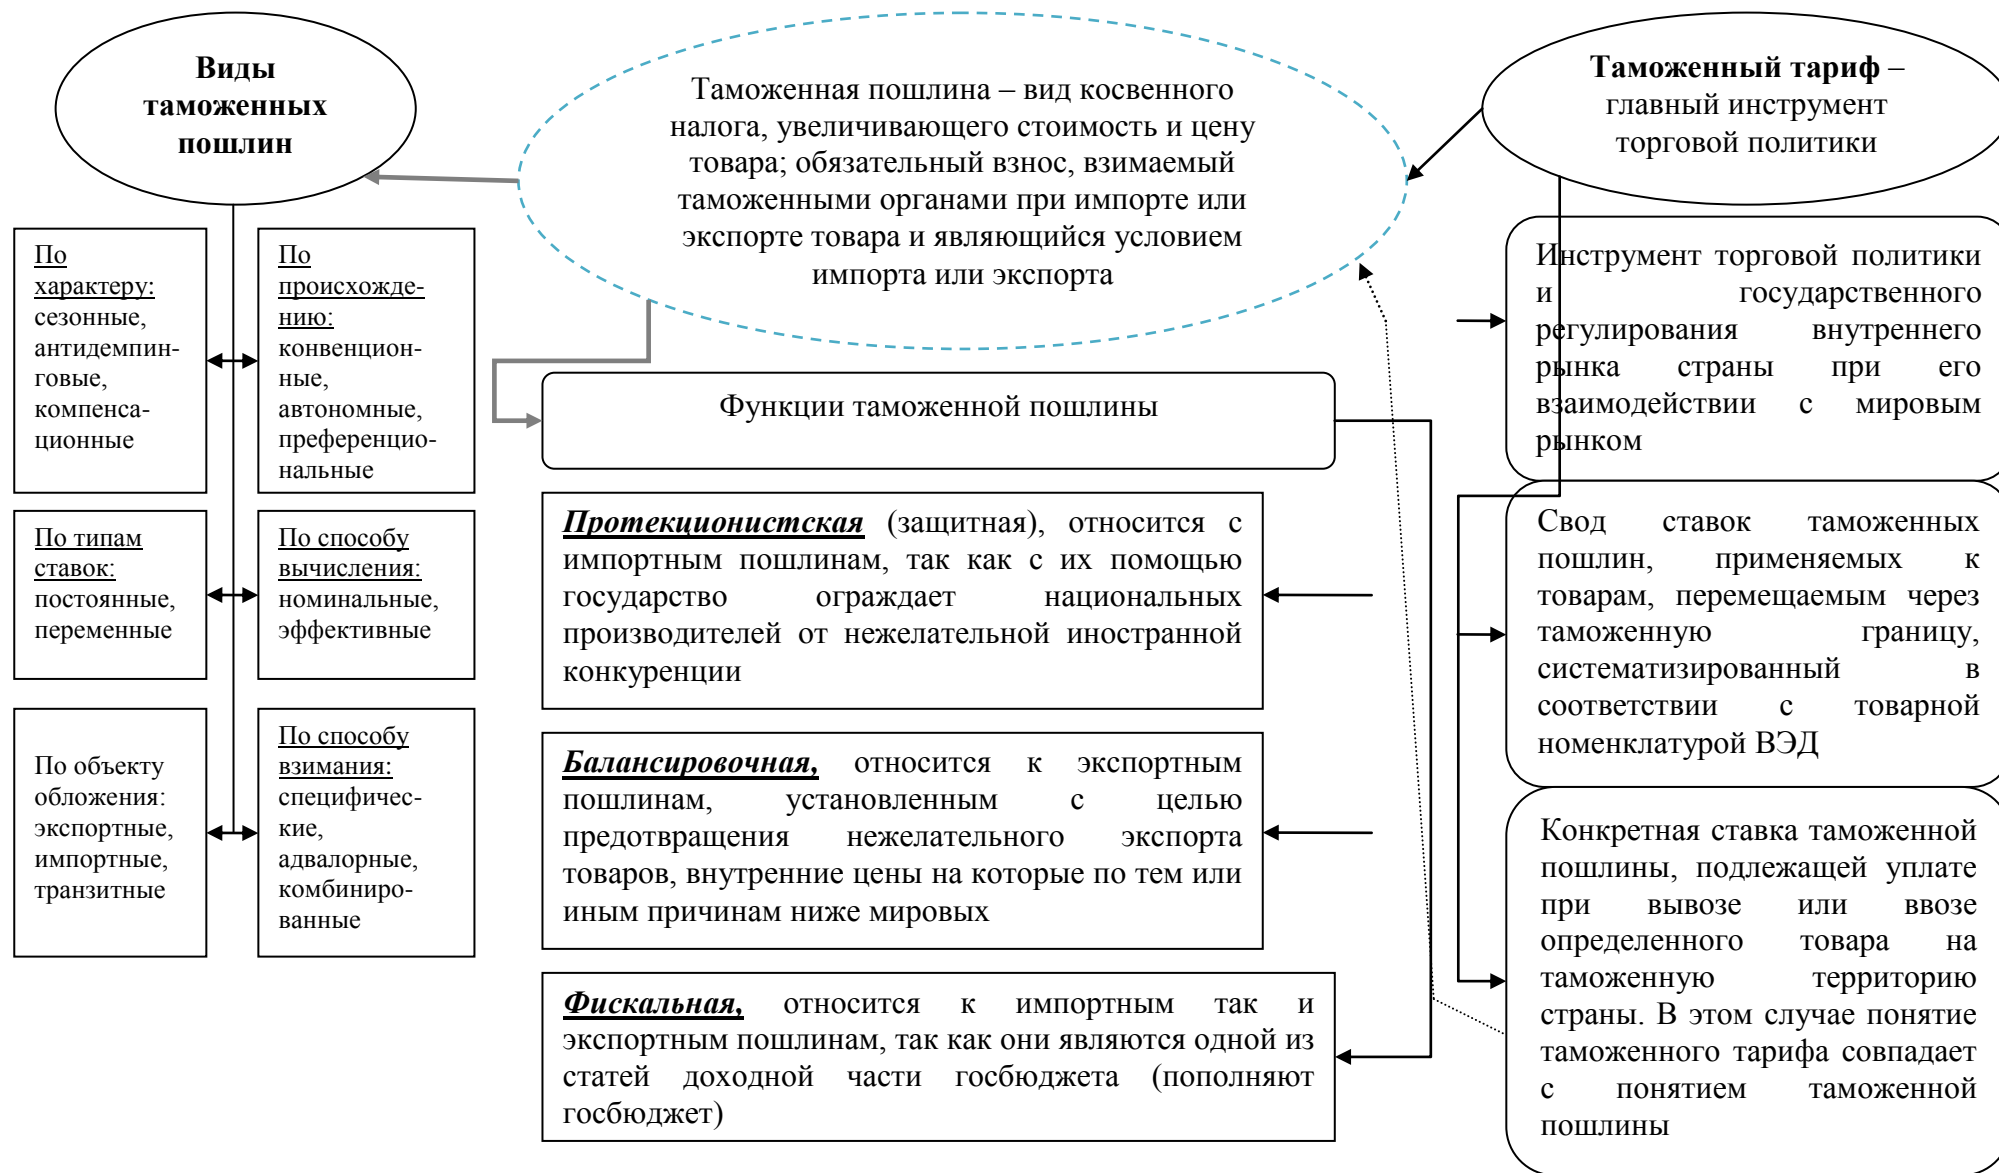 Виды
таможенных
пошлин
По
характеру:
сезонные,
антидемпин-
говые,
компенса-
ционные
По
происхожде-
нию:
конвенцион-
ные,
автономные,
преференцио-
нальные
По типам
ставок:
постоянные,
переменные
По способу
вычисления:
номинальные,
эффективные
По объекту
обложения:
экспортные,
импортные,
транзитные
По способу
взимания:
специфичес-
кие,
адвалорные,
комбиниро-
ванные
Таможенная пошлина – вид косвенного
налога, увеличивающего стоимость и цену
товара; обязательный взнос, взимаемый
таможенными органами при импорте или
экспорте товара и являющийся условием
импорта или экспорта
Функции таможенной пошлины
Протекционистская (защитная), относится с
импортным пошлинам, так как с их помощью
государство ограждает национальных
производителей от нежелательной иностранной
конкуренции
Балансировочная, относится к экспортным
пошлинам, установленным с целью
предотвращения нежелательного экспорта
товаров, внутренние цены на которые по тем или
иным причинам ниже мировых
Фискальная, относится к импортным так и
экспортным пошлинам, так как они являются одной из
статей доходной части госбюджета (пополняют
госбюджет)
Таможенный тариф –
главный инструмент
торговой политики
Инструмент торговой политики
и государственного
регулирования внутреннего
рынка страны при его
взаимодействии с мировым
рынком
Свод ставок таможенных
пошлин, применяемых к
товарам, перемещаемым через
таможенную границу,
систематизированный в
соответствии с товарной
номенклатурой ВЭД
Конкретная ставка таможенной
пошлины, подлежащей уплате
при вывозе или ввозе
определенного товара на
таможенную территорию
страны. В этом случае понятие
таможенного тарифа совпадает
с понятием таможенной
пошлины